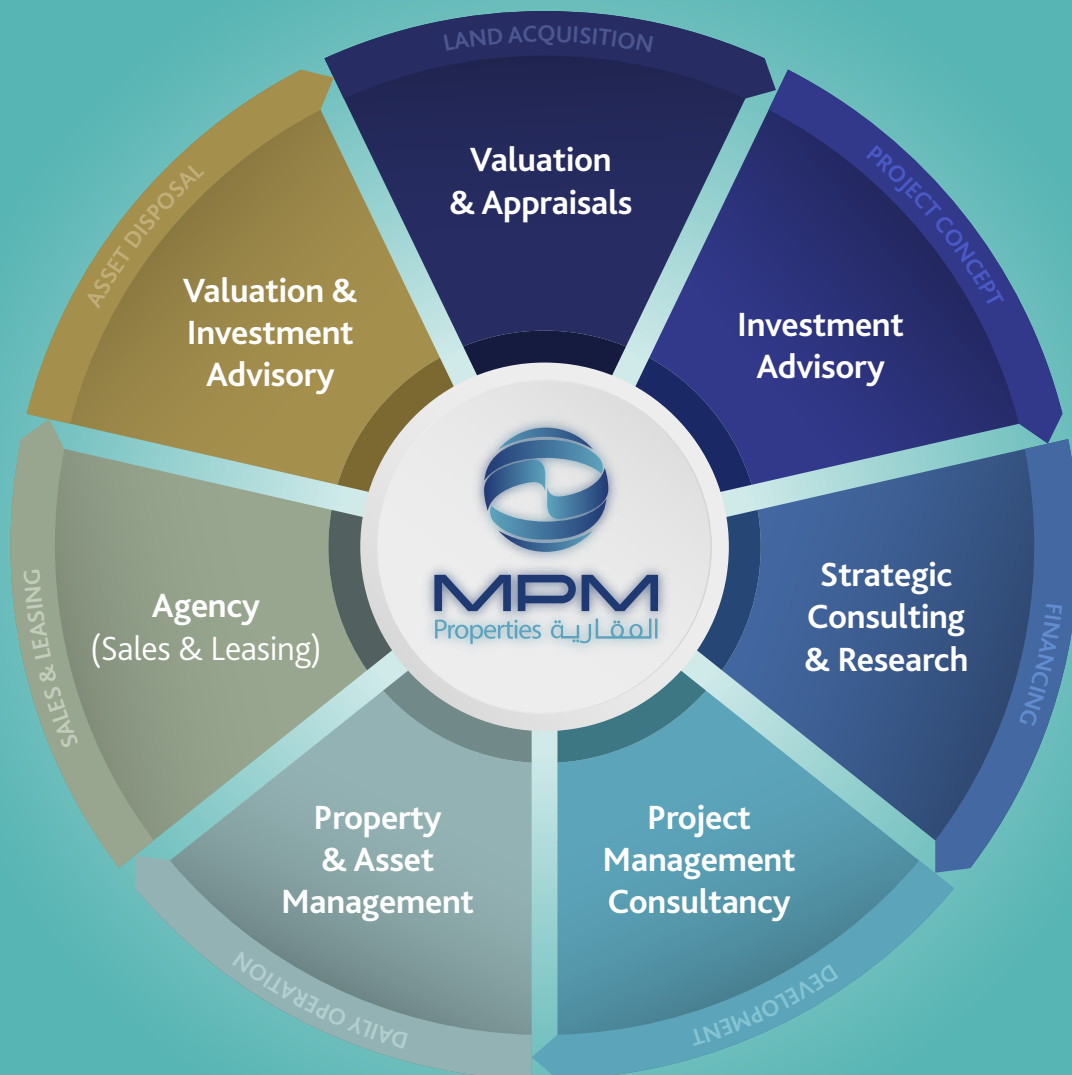 LAND ACQUISITION
Valuation
& Appraisals
PROJECT CONCEPT
Investment
Advisory
FINANCING
Strategic
Consulting
& Research
DEVELOPMENT
Project
Management
Consultancy
DAILY OPERATION
Property
& Asset
Management
SALES & LEASING
Agency
(Sales & Leasing)
ASSET DISPOSAL
Valuation &
Investment
Advisory
MPM
Properties العقارية